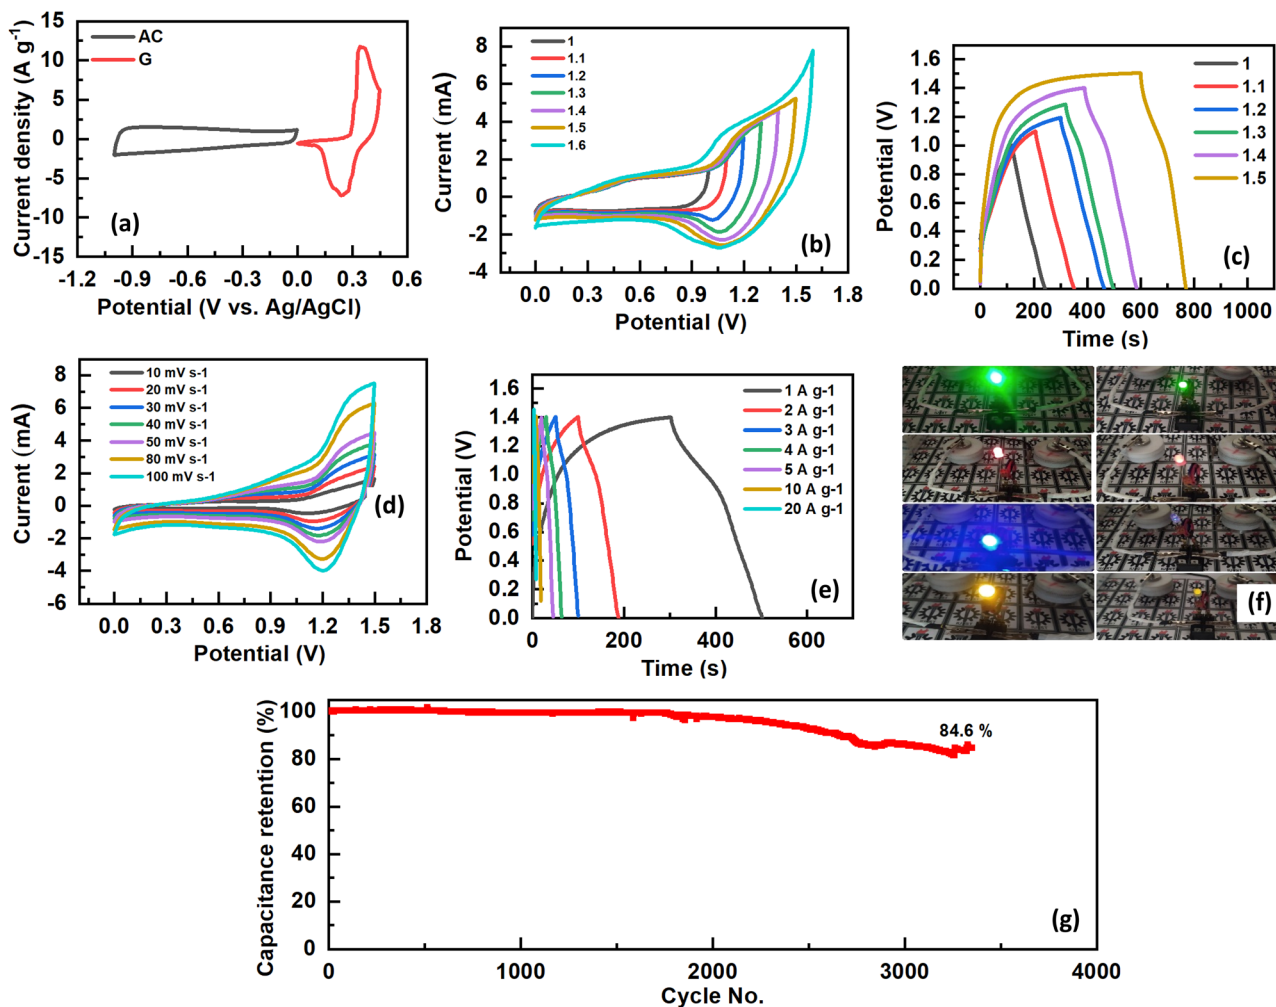 15
10
5
0
-5
-10
-15
-1.2
-0.9
-0.6
-0.3
0.0
0.3
0.6
AC
G
(a)
Current density (A g⁻¹)
Potential (V vs. Ag/AgCl)
8
6
4
2
0
-2
-4
0.0
0.3
0.6
0.9
1.2
1.5
1.8
1
1.1
1.2
1.3
1.4
1.5
1.6
(b)
Current (mA)
Potential (V)
1.6
1.4
1.2
1.0
0.8
0.6
0.4
0.2
0.0
0
200
400
600
800
1000
1
1.1
1.2
1.3
1.4
1.5
(c)
Potential (V)
Time (s)
8
6
4
2
0
-2
-4
-6
0.0
0.3
0.6
0.9
1.2
1.5
1.8
10 mV s-1
20 mV s-1
30 mV s-1
40 mV s-1
50 mV s-1
80 mV s-1
100 mV s-1
(d)
Current (mA)
Potential (V)
1.6
1.4
1.2
1.0
0.8
0.6
0.4
0.2
0.0
0
200
400
600
1 A g-1
2 A g-1
3 A g-1
4 A g-1
5 A g-1
10 A g-1
20 A g-1
(e)
Potential (V)
Time (s)
(f)
100
80
60
40
20
0
0
1000
2000
3000
4000
84.6 %
(g)
Capacitance retention (%)
Cycle No.